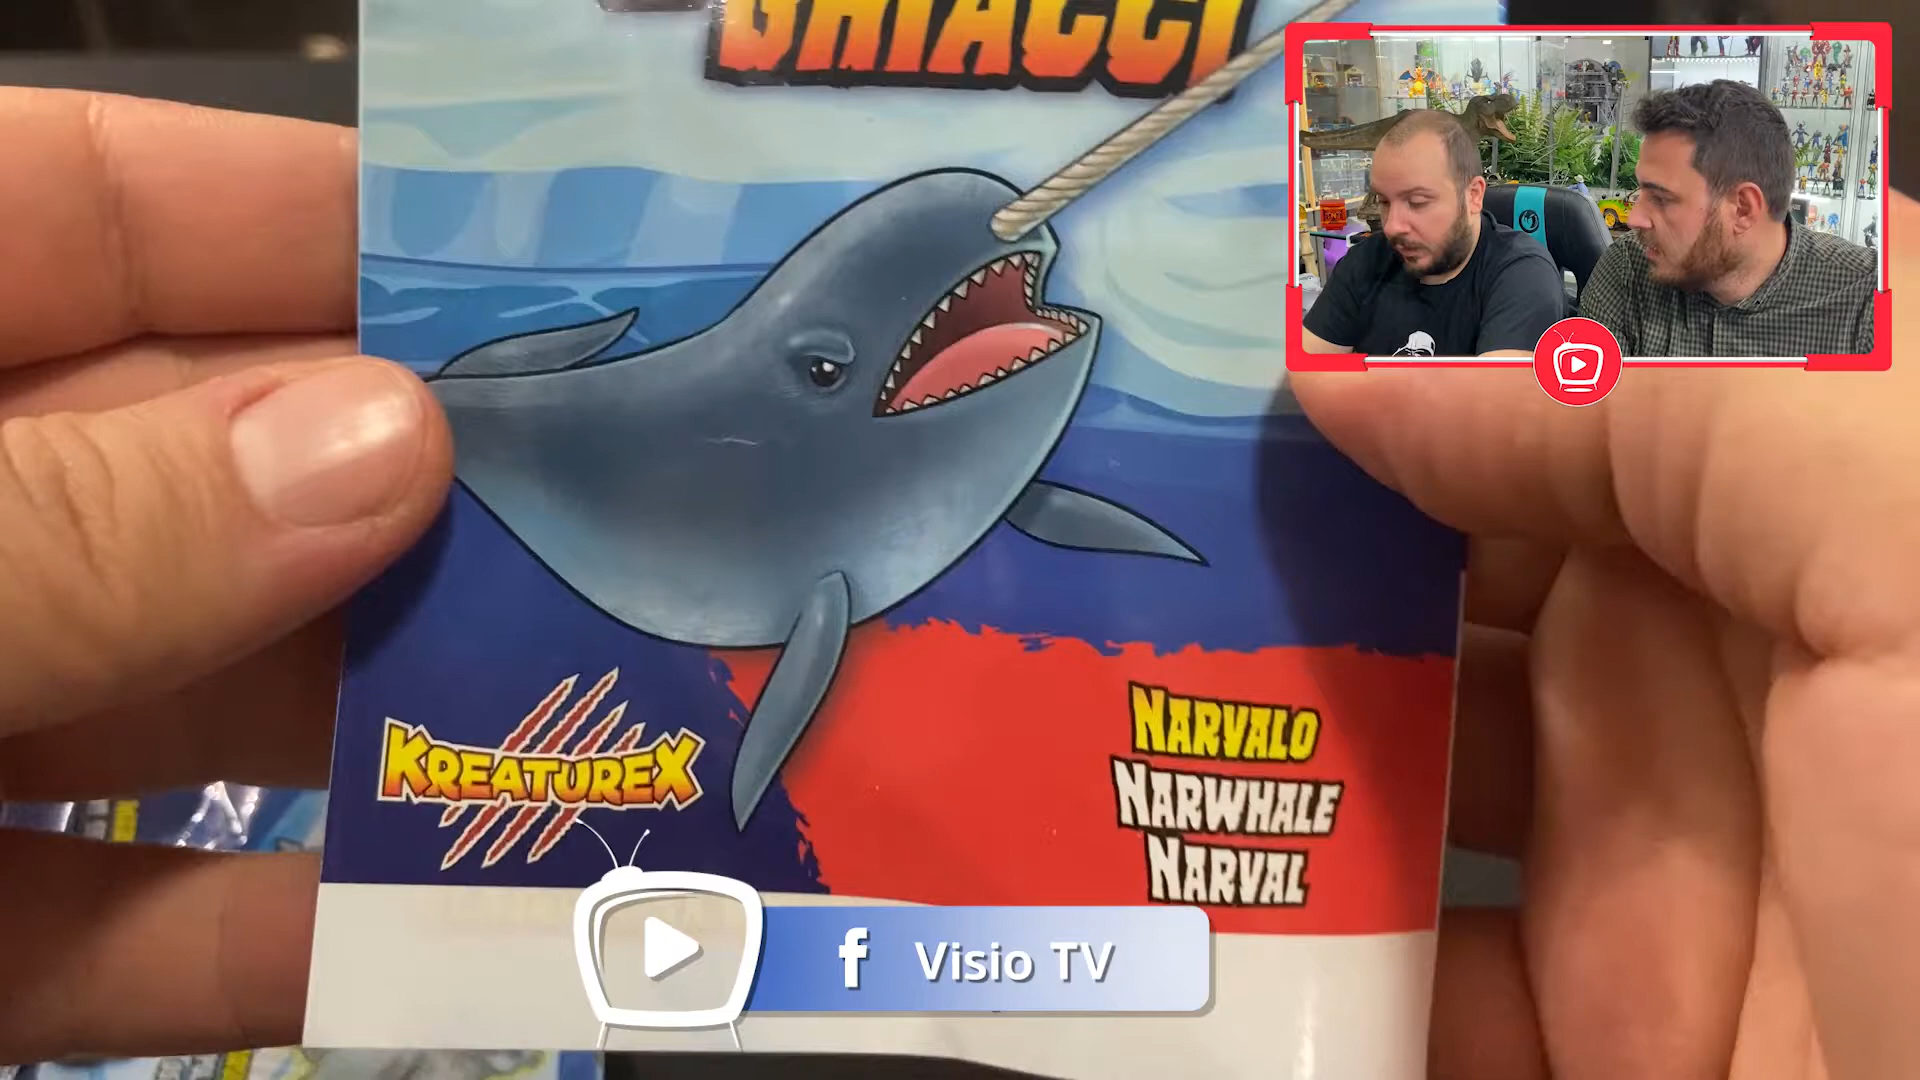 GHIACCI
KREATUREX
NARVALO
NARWHALE
NARVAL
f Visio TV